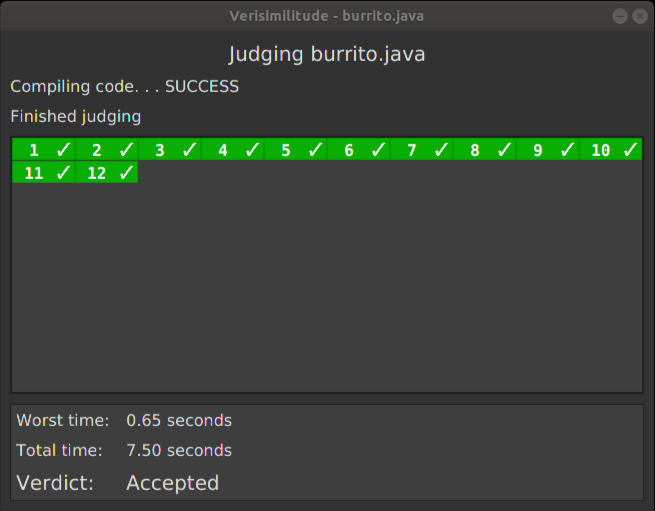 Verisimilitude - burrito.java
Judging burrito.java
Compiling code. . . SUCCESS
Finished judging
1 ✓ 2 ✓ 3 ✓ 4 ✓ 5 ✓ 6 ✓ 7 ✓ 8 ✓ 9 ✓ 10 ✓
11 ✓ 12 ✓
Worst time: 0.65 seconds
Total time: 7.50 seconds
Verdict: Accepted